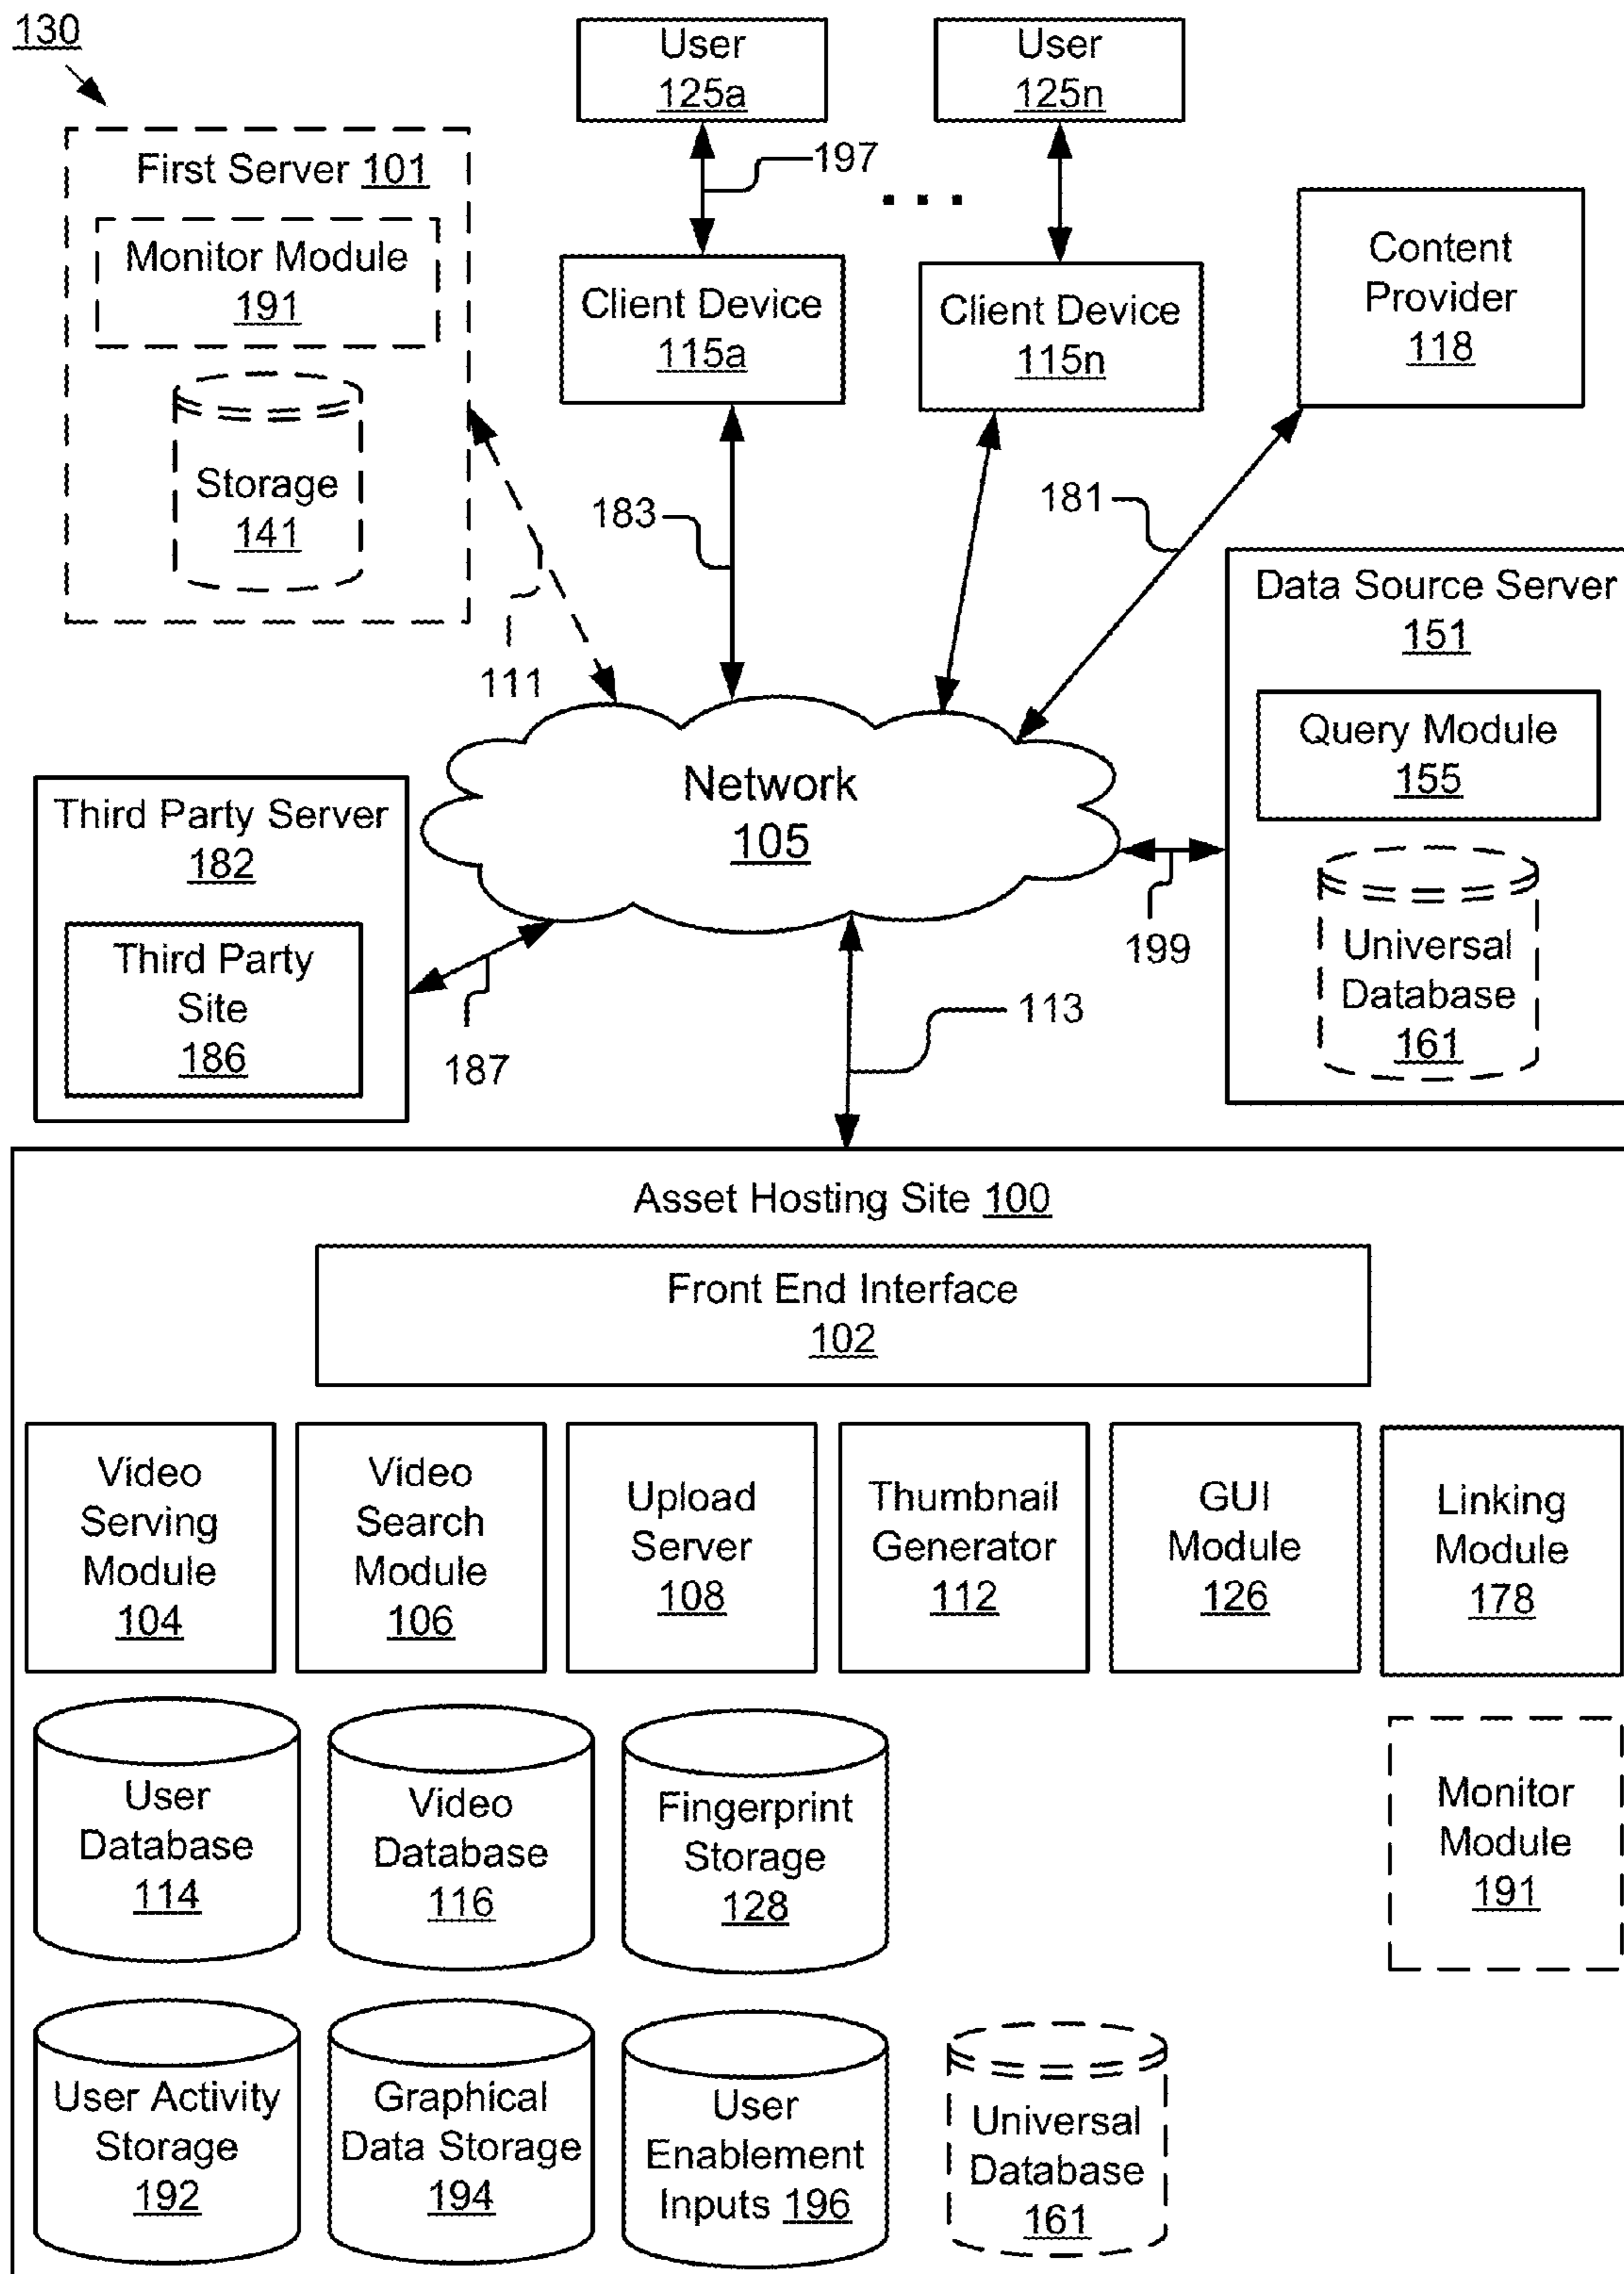 130
User
125a
User
125n
197
. . .
First Server 101
Monitor Module
191
Storage
141
Client Device
115a
Client Device
115n
Content
Provider
118
183
181
111
Data Source Server
151
Query Module
155
Universal
Database
161
Network
105
199
Third Party Server
182
Third Party
Site
186
187
113
Asset Hosting Site 100
Front End Interface
102
Video
Serving
Module
104
Video
Search
Module
106
Upload
Server
108
Thumbnail
Generator
112
GUI
Module
126
Linking
Module
178
User
Database
114
Video
Database
116
Fingerprint
Storage
128
Monitor
Module
191
User Activity
Storage
192
Graphical
Data Storage
194
User
Enablement
Inputs 196
Universal
Database
161